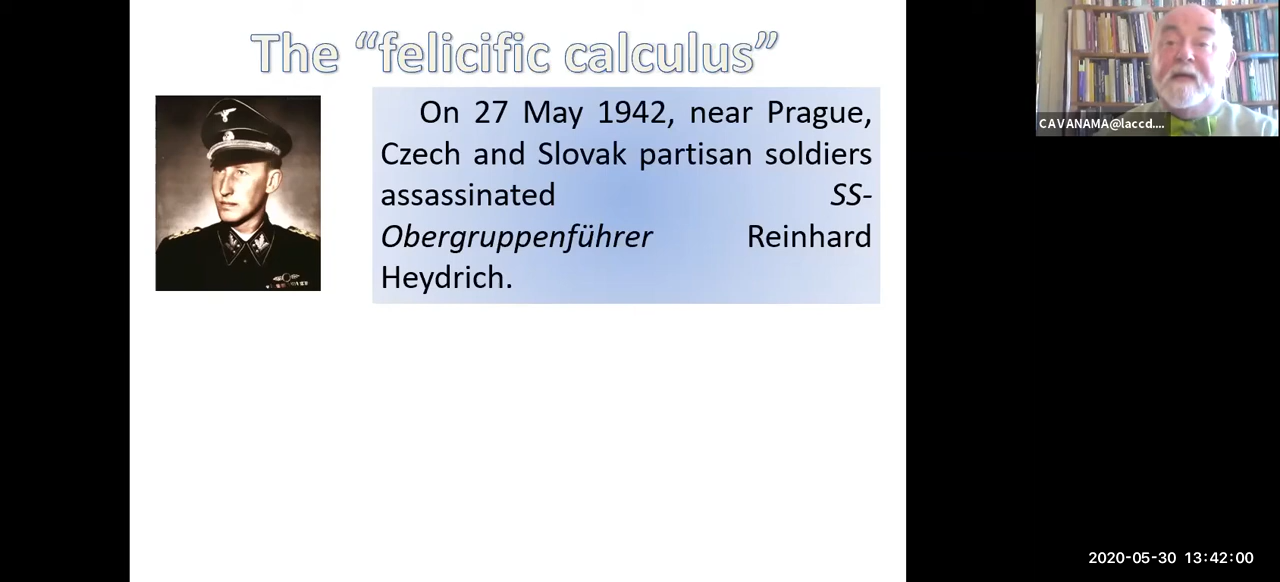 The “felicific calculus”
On 27 May 1942, near Prague,
Czech and Slovak partisan soldiers
assassinated SS-
Obergruppenführer Reinhard
Heydrich.
CAVANAMA@laccd....
2020-05-30 13:42:00